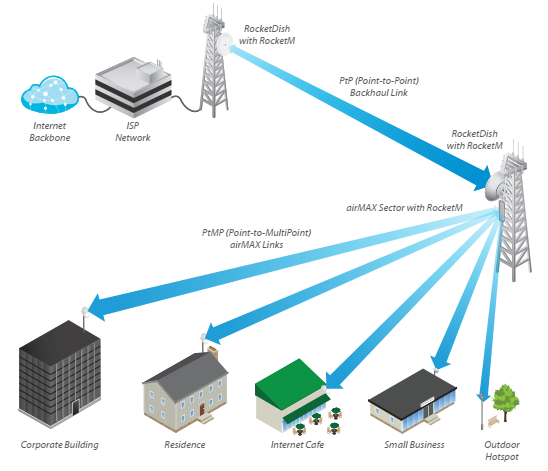 RocketDish
with RocketM
PtP (Point-to-Point)
Backhaul Link
Internet
Backbone
ISP
Network
RocketDish
with RocketM
airMAX Sector with RocketM
PtMP (Point-to-MultiPoint)
airMAX Links
Corporate Building
Residence
Internet Cafe
Small Business
Outdoor
Hotspot